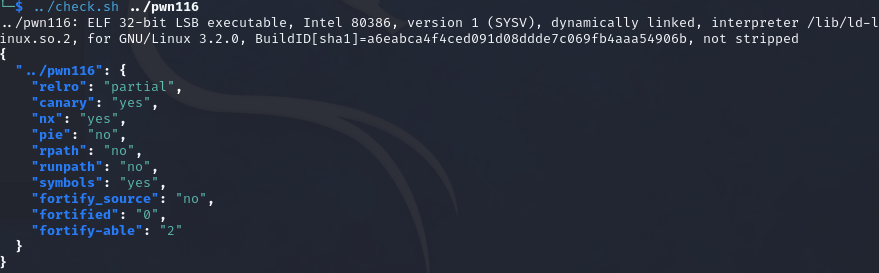 └─$ ../check.sh ../pwn116
../pwn116: ELF 32-bit LSB executable, Intel 80386, version 1 (SYSV), dynamically linked, interpreter /lib/ld-l
inux.so.2, for GNU/Linux 3.2.0, BuildID[sha1]=a6eabca4f4ced091d08ddde7c069fb4aaa54906b, not stripped
{
  "../pwn116": {
    "relro": "partial",
    "canary": "yes",
    "nx": "yes",
    "pie": "no",
    "rpath": "no",
    "runpath": "no",
    "symbols": "yes",
    "fortify_source": "no",
    "fortified": "0",
    "fortify-able": "2"
  }
}